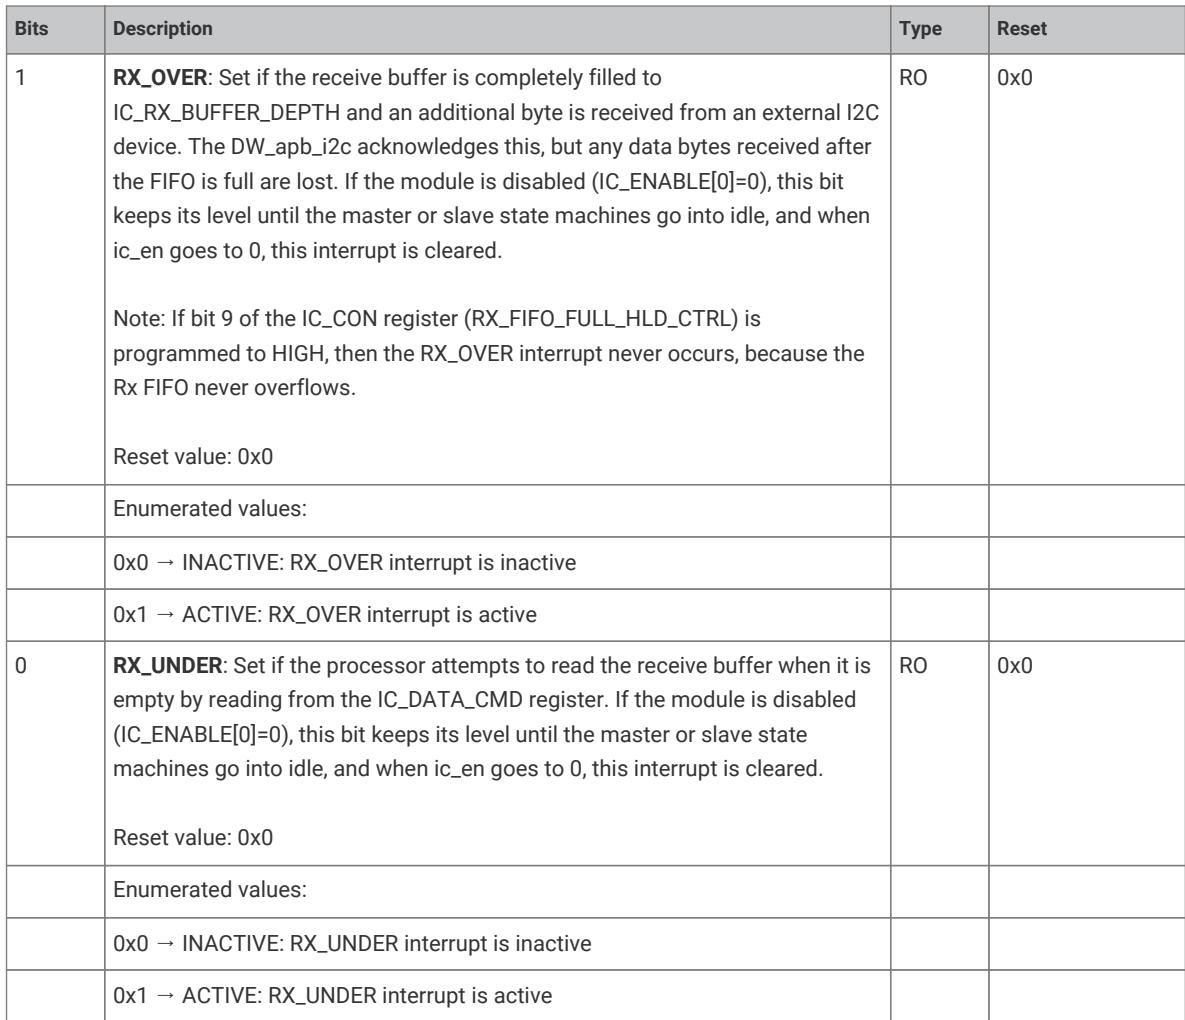 Bits Description Type Reset
1 RX_OVER: Set if the receive buffer is completely filled to RO 0x0
IC_RX_BUFFER_DEPTH and an additional byte is received from an external I2C
device. The DW_apb_i2c acknowledges this, but any data bytes received after
the FIFO is full are lost. If the module is disabled (IC_ENABLE[0]=0), this bit
keeps its level until the master or slave state machines go into idle, and when
ic_en goes to 0, this interrupt is cleared.
Note: If bit 9 of the IC_CON register (RX_FIFO_FULL_HLD_CTRL) is
programmed to HIGH, then the RX_OVER interrupt never occurs, because the
Rx FIFO never overflows.
Reset value: 0x0
Enumerated values:
0x0 → INACTIVE: RX_OVER interrupt is inactive
0x1 → ACTIVE: RX_OVER interrupt is active
0 RX_UNDER: Set if the processor attempts to read the receive buffer when it is RO 0x0
empty by reading from the IC_DATA_CMD register. If the module is disabled
(IC_ENABLE[0]=0), this bit keeps its level until the master or slave state
machines go into idle, and when ic_en goes to 0, this interrupt is cleared.
Reset value: 0x0
Enumerated values:
0x0 → INACTIVE: RX_UNDER interrupt is inactive
0x1 → ACTIVE: RX_UNDER interrupt is active